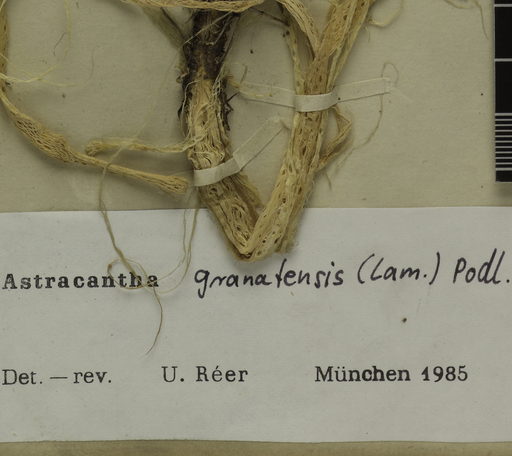 Astracantha granatensis (Lam.) Podl.
Det. — rev. U. Réer München 1985